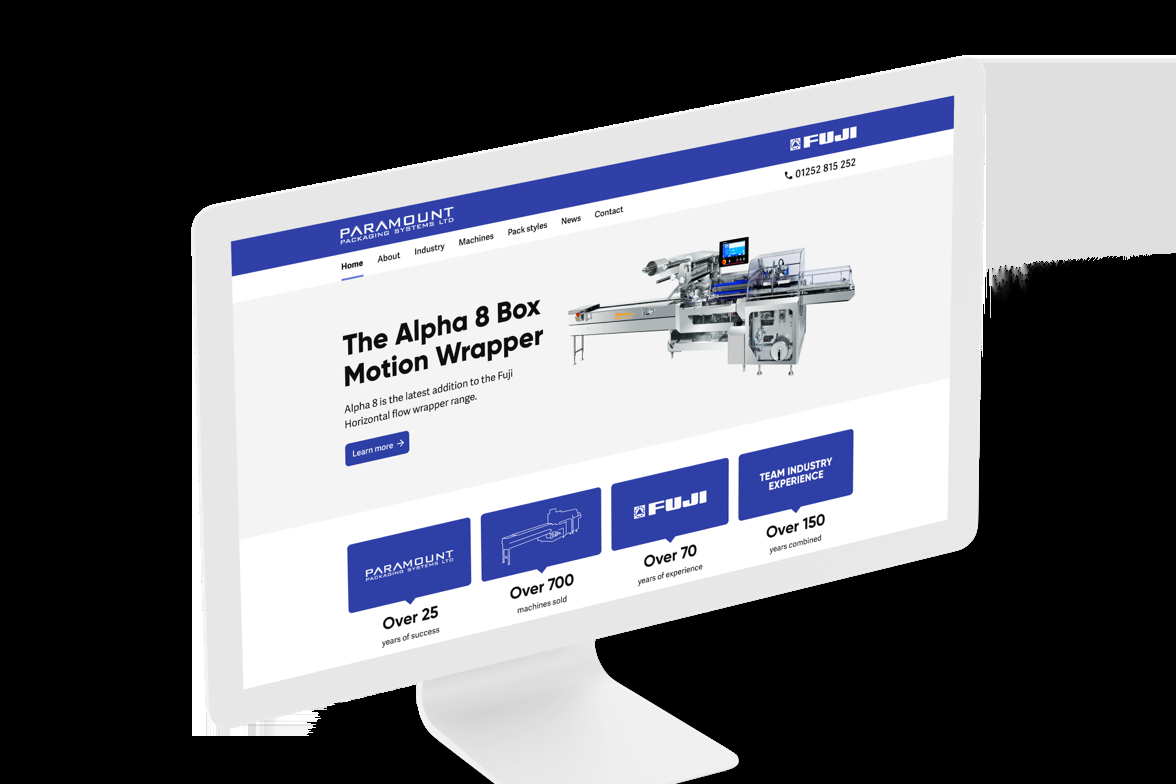 FUJI
01252 815 252
PARAMOUNT
PACKAGING SYSTEMS LTD
Home About Industry Machines Pack styles News Contact
The Alpha 8 Box
Motion Wrapper
Alpha 8 is the latest addition to the Fuji
Horizontal flow wrapper range.
Learn more →
PARAMOUNT
PACKAGING SYSTEMS LTD
Over 25
years of success
Over 700
machines sold
FUJI
Over 70
years of experience
TEAM INDUSTRY
EXPERIENCE
Over 150
years combined